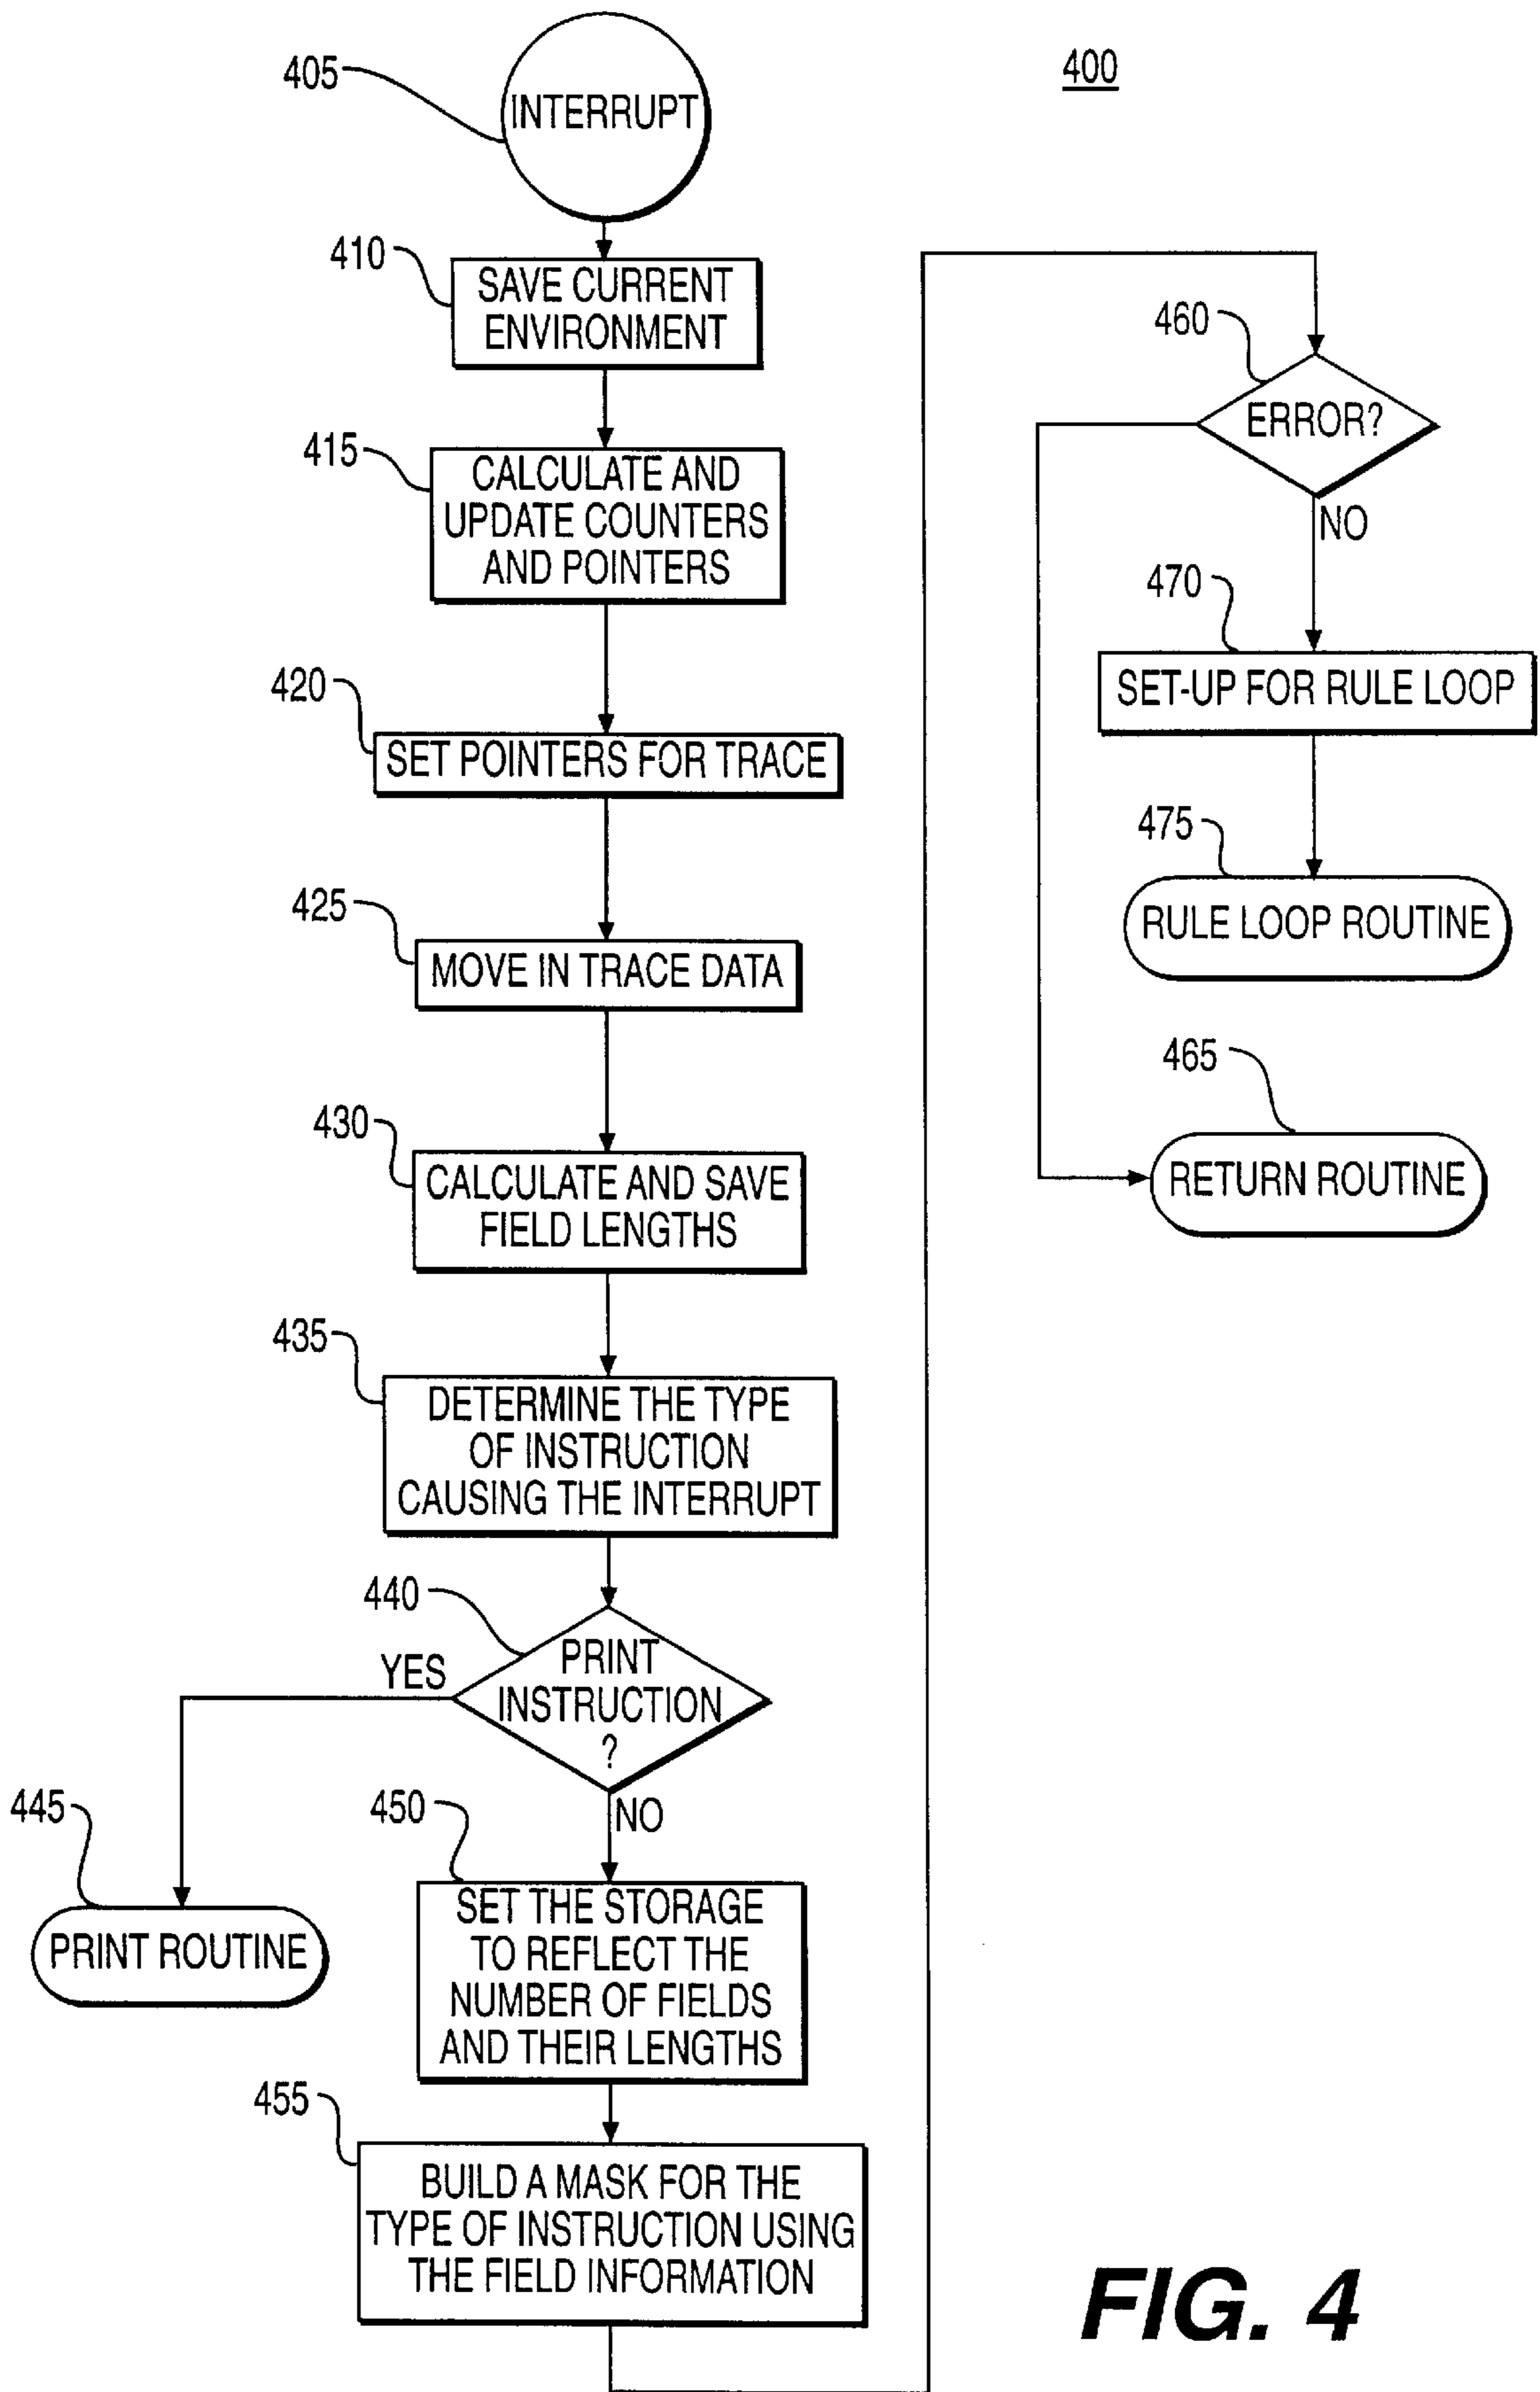 400
405
INTERRUPT
410
SAVE CURRENT
ENVIRONMENT
415
CALCULATE AND
UPDATE COUNTERS
AND POINTERS
420
SET POINTERS FOR TRACE
425
MOVE IN TRACE DATA
430
CALCULATE AND SAVE
FIELD LENGTHS
435
DETERMINE THE TYPE
OF INSTRUCTION
CAUSING THE INTERRUPT
440
PRINT
INSTRUCTION
?
YES
445
PRINT ROUTINE
NO
450
SET THE STORAGE
TO REFLECT THE
NUMBER OF FIELDS
AND THEIR LENGTHS
455
BUILD A MASK FOR THE
TYPE OF INSTRUCTION USING
THE FIELD INFORMATION
460
ERROR?
NO
470
SET-UP FOR RULE LOOP
475
RULE LOOP ROUTINE
465
RETURN ROUTINE
FIG. 4